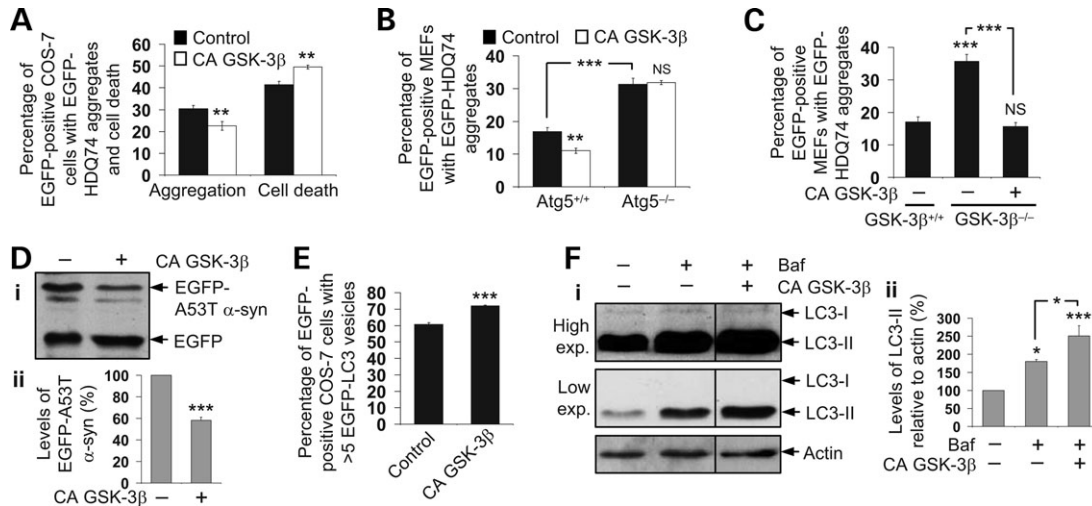 A
Percentage of
EGFP-positive COS-7
cells with EGFP-
HDQ74 aggregates
and cell death
60
50
40
30
20
10
0
Control
CA GSK-3β
**
**
Aggregation Cell death
B
Percentage of
EGFP-positive MEFs
with EGFP-HDQ74
aggregates
40
30
20
10
0
Control CA GSK-3β
***
**
NS
Atg5+/+ Atg5–/–
C
Percentage of
EGFP-positive
MEFs with EGFP-
HDQ74 aggregates
40
30
20
10
0
***
***
NS
CA GSK-3β – – +
GSK-3β+/+ GSK-3β–/–
D
– + CA GSK-3β
i
EGFP-
A53T α-syn
EGFP
ii
Levels of
EGFP-A53T
α-syn (%)
100
80
60
40
20
0
***
CA GSK-3β – +
E
Percentage of EGFP-
positive COS-7 cells with
>5 EGFP-LC3 vesicles
80
70
60
50
40
30
20
10
0
***
Control
CA GSK-3β
F
– + + Baf
– – + CA GSK-3β
i
High
exp.
LC3-I
LC3-II
Low
exp.
LC3-I
LC3-II
Actin
ii
Levels of LC3-II
relative to actin (%)
300
250
200
150
100
50
0
*
*
***
Baf – + +
CA GSK-3β – – +